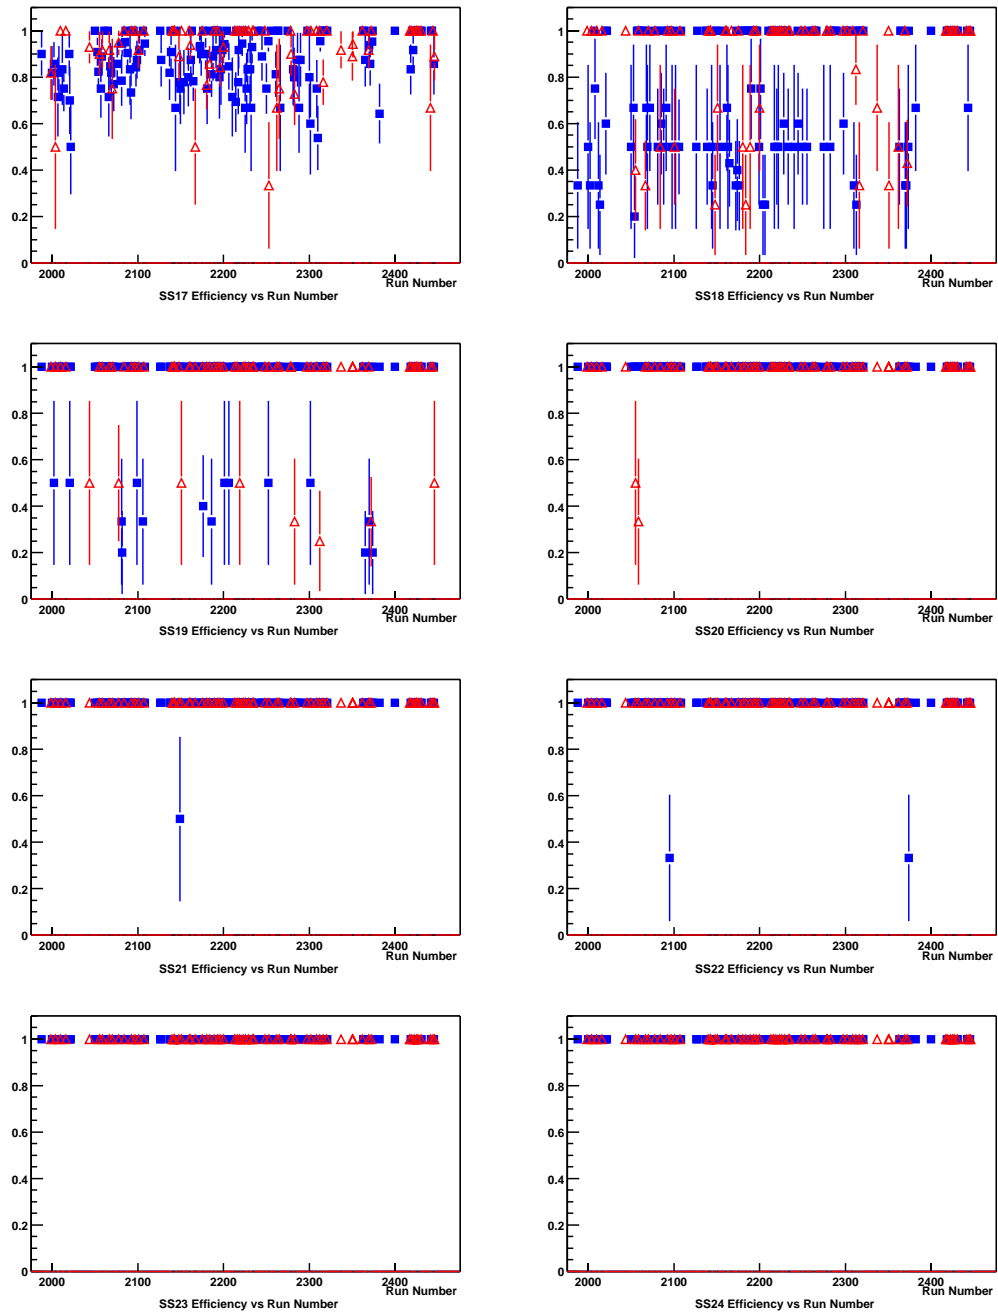 1
0.8
0.6
0.4
0.2
0
2000 2100 2200 2300 2400
Run Number
SS17 Efficiency vs Run Number
1
0.8
0.6
0.4
0.2
0
2000 2100 2200 2300 2400
Run Number
SS18 Efficiency vs Run Number
1
0.8
0.6
0.4
0.2
0
2000 2100 2200 2300 2400
Run Number
SS19 Efficiency vs Run Number
1
0.8
0.6
0.4
0.2
0
2000 2100 2200 2300 2400
Run Number
SS20 Efficiency vs Run Number
1
0.8
0.6
0.4
0.2
0
2000 2100 2200 2300 2400
Run Number
SS21 Efficiency vs Run Number
1
0.8
0.6
0.4
0.2
0
2000 2100 2200 2300 2400
Run Number
SS22 Efficiency vs Run Number
1
0.8
0.6
0.4
0.2
0
2000 2100 2200 2300 2400
Run Number
SS23 Efficiency vs Run Number
1
0.8
0.6
0.4
0.2
0
2000 2100 2200 2300 2400
Run Number
SS24 Efficiency vs Run Number